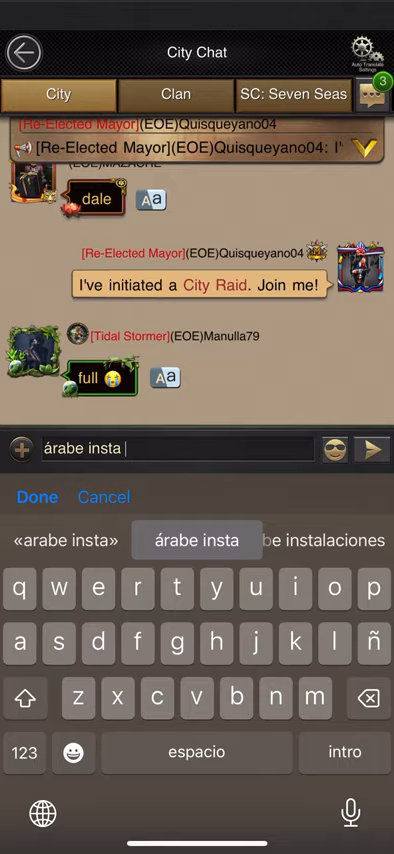 City Chat
Auto Translate
Settings
City
Clan
SC: Seven Seas
3
[Re-Elected Mayor](EOE)Quisqueyano04
[Re-Elected Mayor](EOE)Quisqueyano04: I'
dale
Aa
[Re-Elected Mayor](EOE)Quisqueyano04
I've initiated a City Raid. Join me!
[Tidal Stormer](EOE)Manulla79
full 😭
Aa
árabe insta
Done Cancel
«arabe insta» árabe insta be instalaciones
q w e r t y u i o p
a s d f g h j k l ñ
z x c v b n m
123 espacio intro